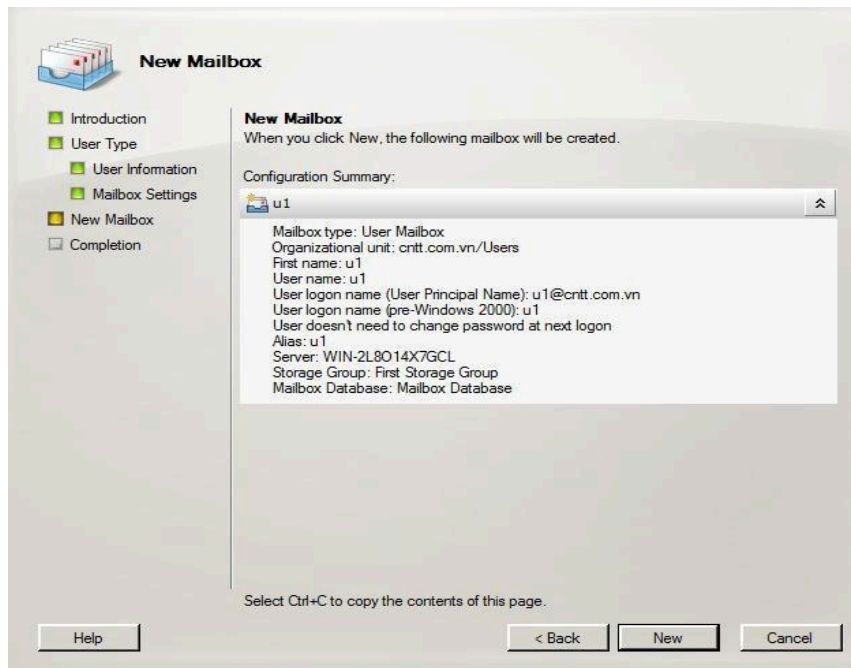 New Mailbox
Introduction
User Type
User Information
Mailbox Settings
New Mailbox
Completion
New Mailbox
When you click New, the following mailbox will be created.
Configuration Summary:
u1
Mailbox type: User Mailbox
Organizational unit: cntt.com.vn/Users
First name: u1
User name: u1
User logon name (User Principal Name): u1@cntt.com.vn
User logon name (pre-Windows 2000): u1
User doesn't need to change password at next logon
Alias: u1
Server: WIN-2L8O14X7GCL
Storage Group: First Storage Group
Mailbox Database: Mailbox Database
Select Ctrl+C to copy the contents of this page.
Help
< Back
New
Cancel